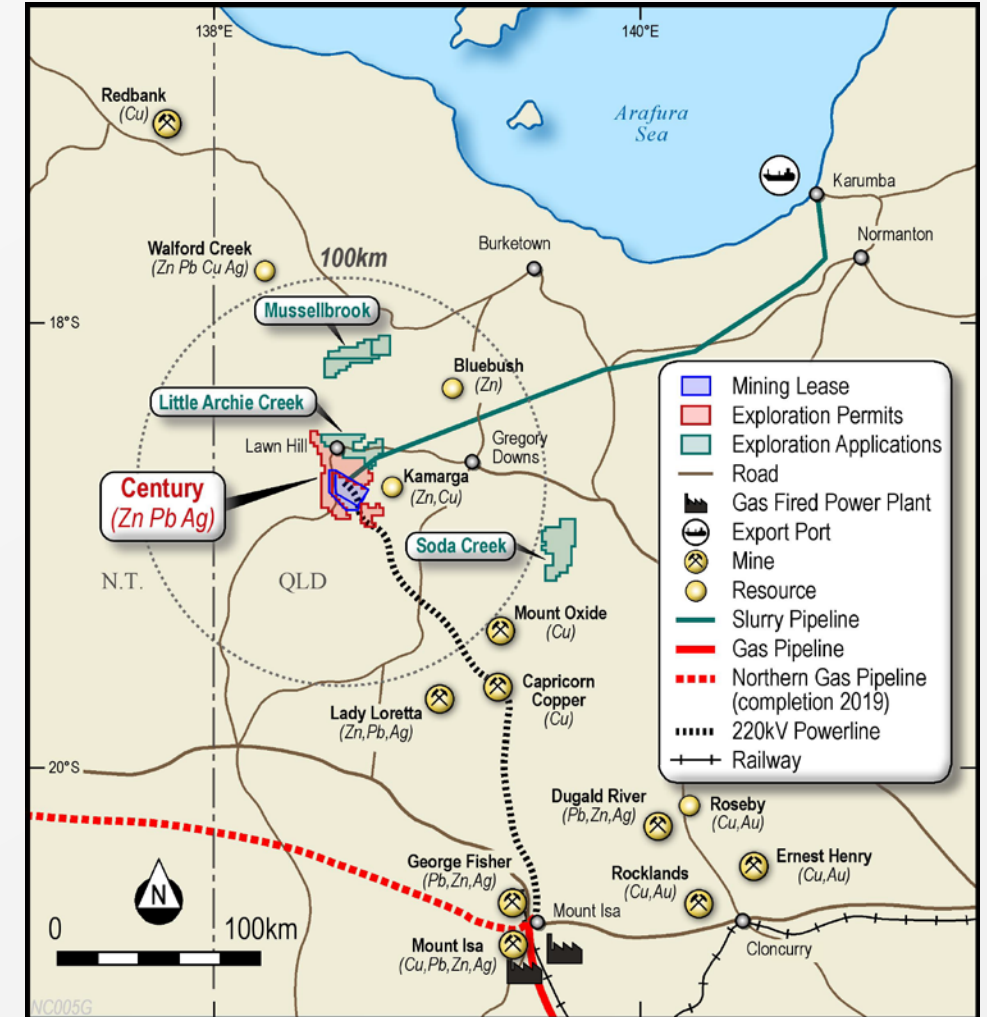 138°E
140°E
Redbank
(Cu)
Arafura
Sea
Karumba
Walford Creek
(Zn Pb Cu Ag)
100km
Burketown
Normanton
Mussellbrook
18°S
Bluebush
(Zn)
Little Archie Creek
Lawn Hill
Gregory
Downs
Century
(Zn Pb Ag)
Kamarga
(Zn,Cu)
Soda Creek
N.T.
QLD
Mount Oxide
(Cu)
Capricorn
Copper
(Cu)
Lady Loretta
(Zn,Pb,Ag)
Mining Lease
Exploration Permits
Exploration Applications
Road
Gas Fired Power Plant
Export Port
Mine
Resource
Slurry Pipeline
Gas Pipeline
Northern Gas Pipeline
(completion 2019)
220kV Powerline
Railway
20°S
Dugald River
(Pb,Zn,Ag)
Roseby
(Cu,Au)
George Fisher
(Pb,Zn,Ag)
Rocklands
(Cu,Au)
Ernest Henry
(Cu,Au)
N
0
100km
Mount Isa
Mount Isa
(Cu,Pb,Zn,Ag)
Cloncurry
NC005G